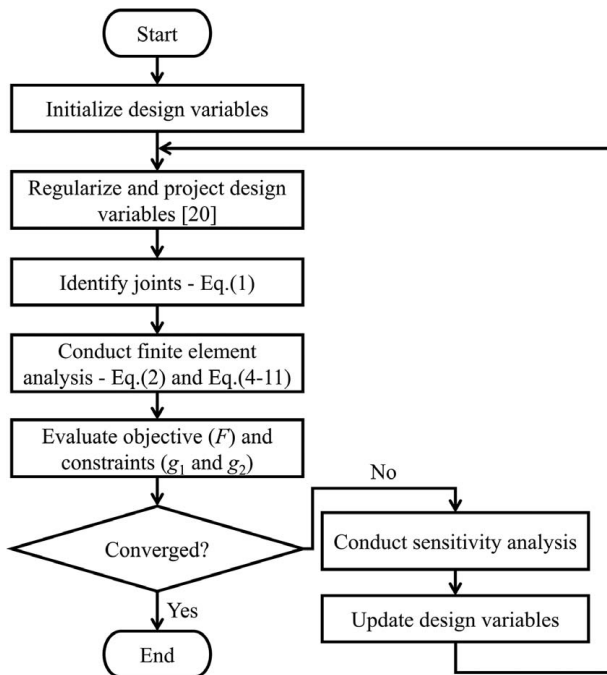 Start
Initialize design variables
Regularize and project design
variables [20]
Identify joints - Eq.(1)
Conduct finite element
analysis - Eq.(2) and Eq.(4-11)
Evaluate objective (F) and
constraints (g₁ and g₂)
Converged?
No
Conduct sensitivity analysis
Update design variables
Yes
End